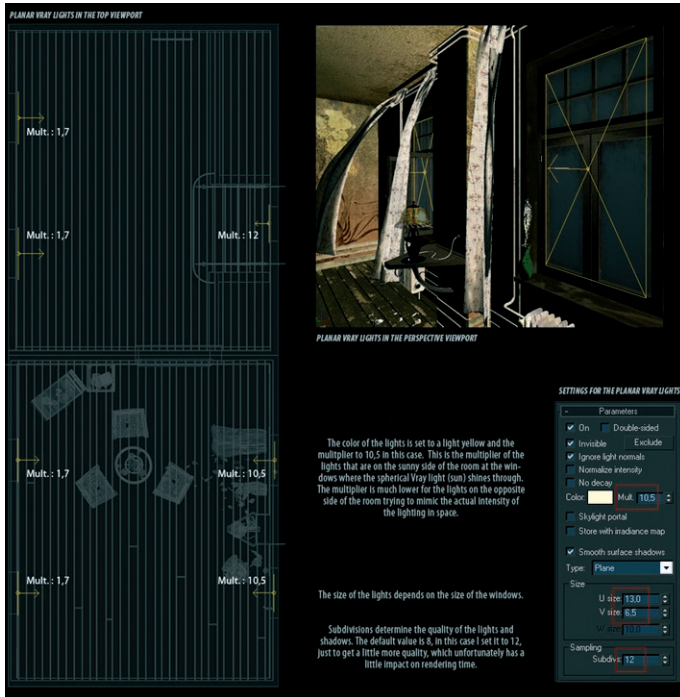 PLANAR VRAY LIGHTS IN THE TOP VIEWPORT
Mult. : 1,7
Mult. : 1,7
Mult. : 12
Mult. : 1,7
Mult. : 10,5
Mult. : 1,7
Mult. : 10,5
PLANAR VRAY LIGHTS IN THE PERSPECTIVE VIEWPORT
The color of the lights is set to a light yellow and the
mulitplier to 10,5 in this case. This is the multiplier of the
lights that are on the sunny side of the room at the win-
dows where the spherical Vray light (sun) shines through.
The multiplier is much lower for the lights on the opposite
side of the room trying to mimic the actual intensity of
the lighting in space.
The size of the lights depends on the size of the windows.
Subdivisions determine the quality of the lights and
shadows. The default value is 8, in this case I set it to 12,
just to get a little more quality, which unfortunately has a
little impact on rendering time.
SETTINGS FOR THE PLANAR VRAY LIGHTS
- Parameters
On Double-sided
Invisible Exclude
Ignore light normals
Normalize intensity
No decay
Color: Mult. 10,5
Skylight portal
Store with irradiance map
Smooth surface shadows
Type: Plane
Size
U size: 13,0
V size: 6,5
W size: 10,0
Sampling
Subdivs: 12